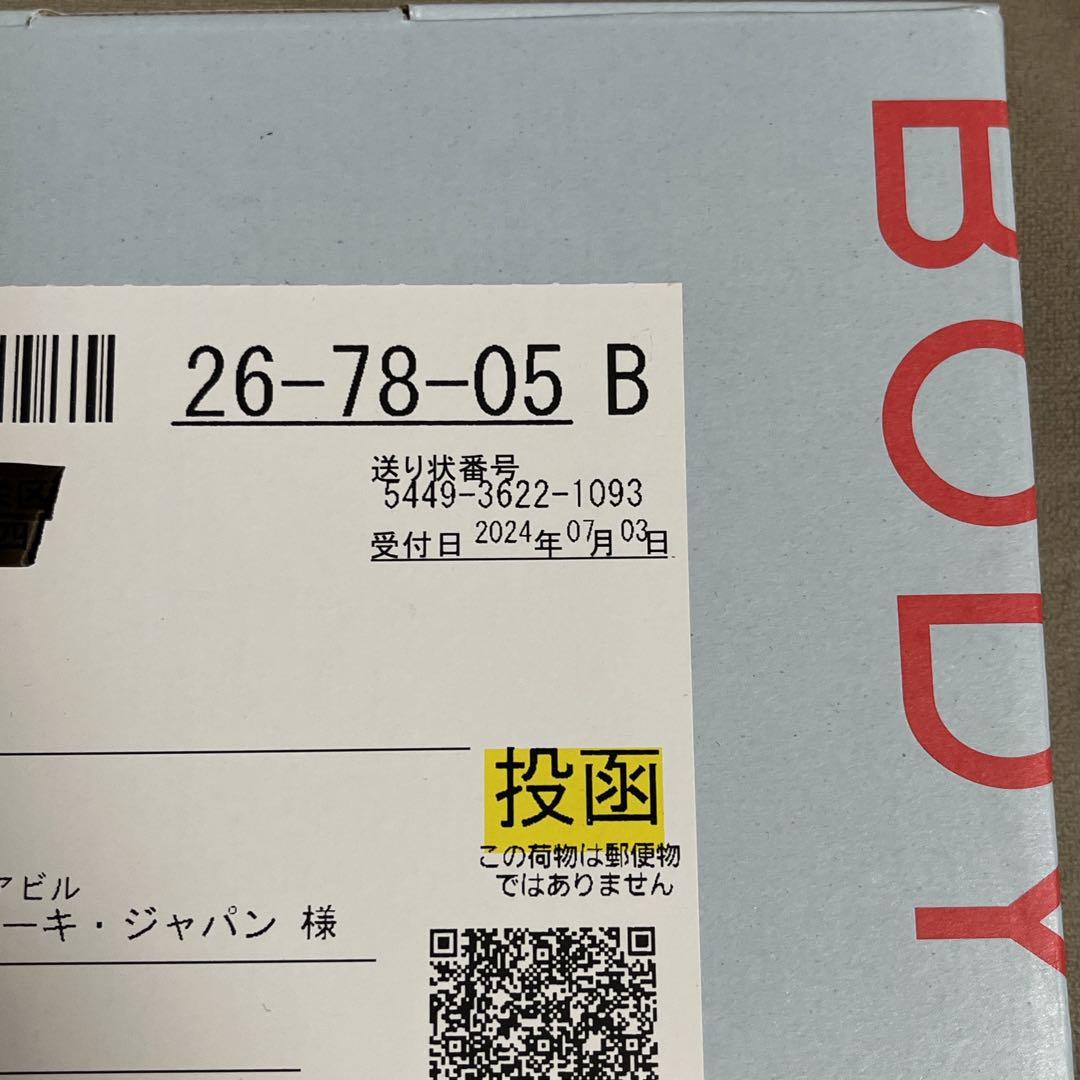 BODY
26-78-05 B
送り状番号
5449-3622-1093
受付日 2024年07月03日
投函
この荷物は郵便物
ではありません
アビル
ーキ・ジャパン 様